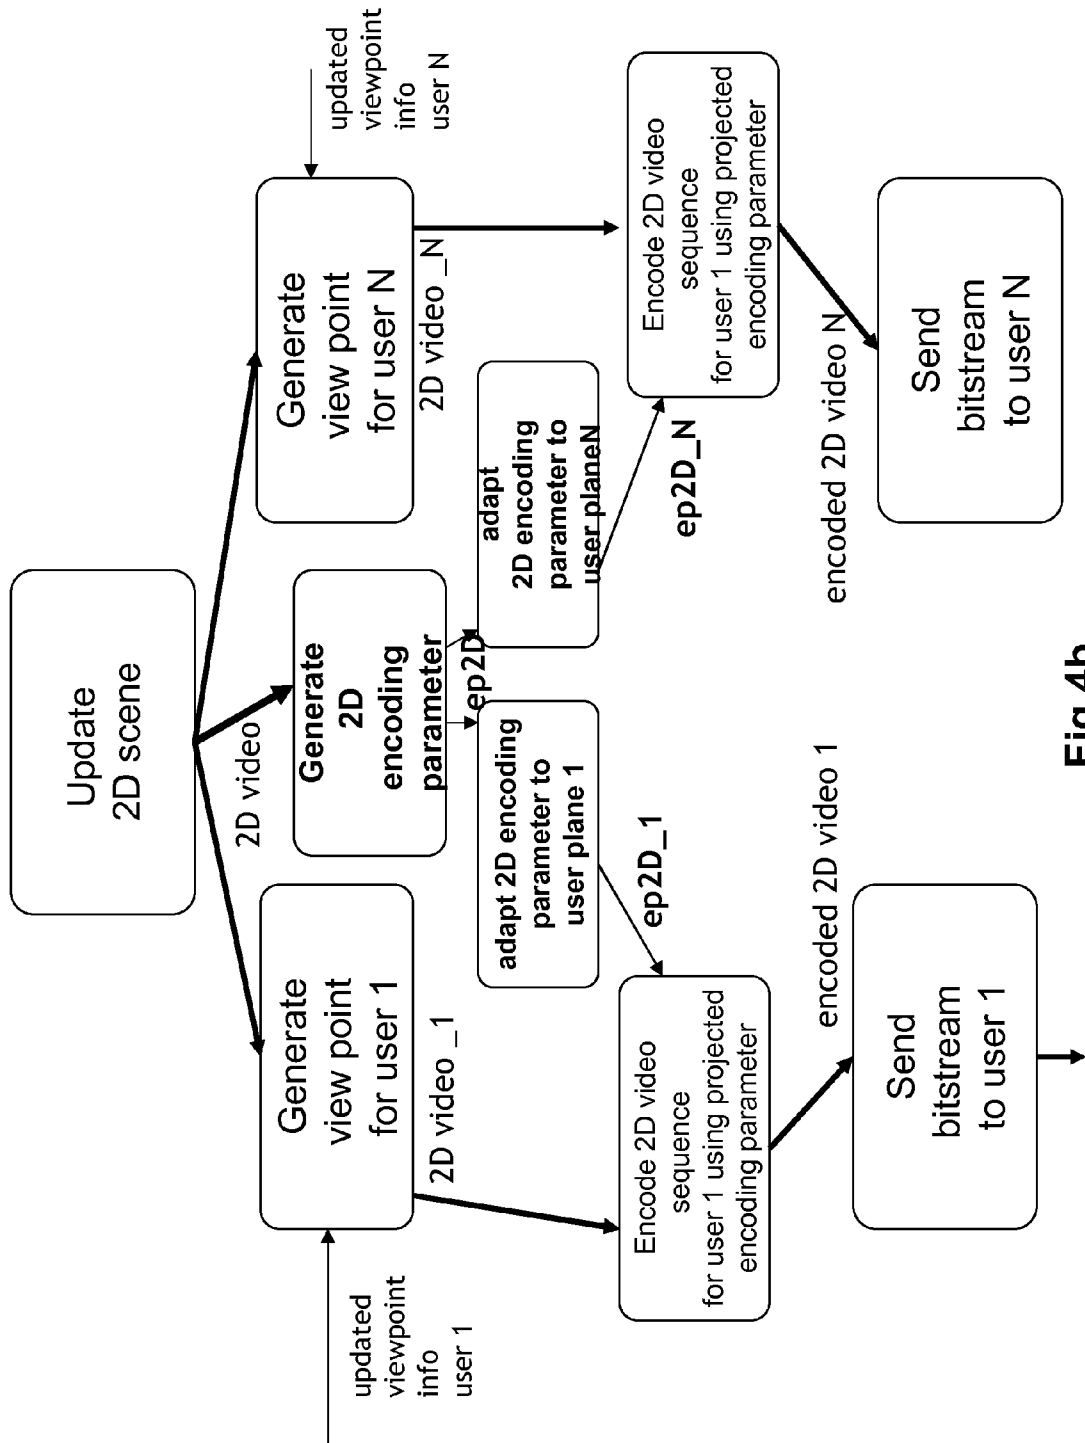 Update
2D scene
2D video
updated
viewpoint
info
user 1
Generate
view point
for user 1
2D video _1
Generate
2D
encoding
parameter
ep2D
updated
viewpoint
info
user N
Generate
view point
for user N
2D video _N
adapt 2D encoding
parameter to
user plane 1
ep2D_1
adapt
2D encoding
parameter to
user planeN
ep2D_N
Encode 2D video
sequence
for user 1 using projected
encoding parameter
encoded 2D video 1
Encode 2D video
sequence
for user 1 using projected
encoding parameter
encoded 2D video N
Send
bitstream
to user 1
Send
bitstream
to user N
Fig 4b